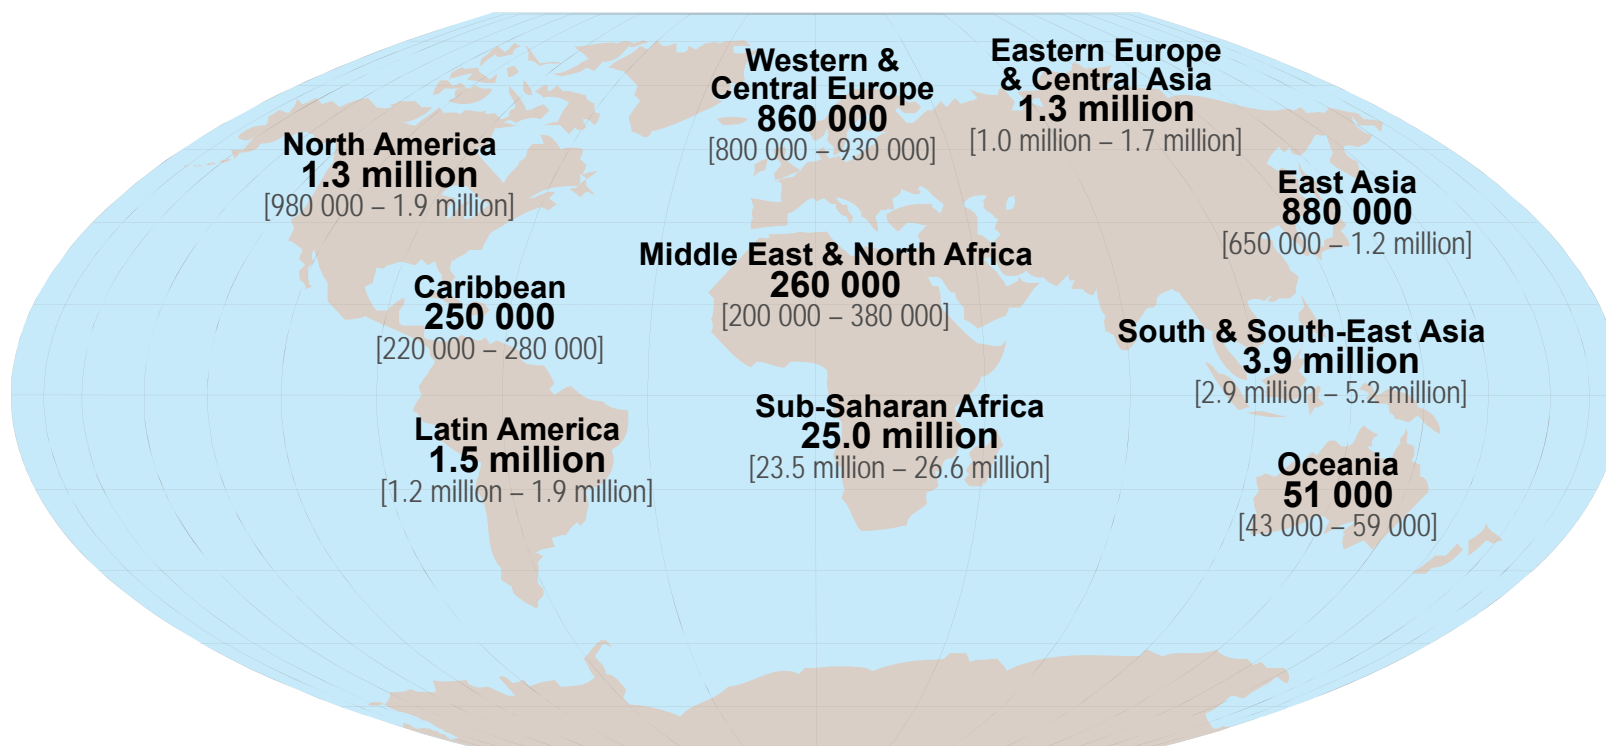 Western &
Central Europe
860 000
[800 000 – 930 000]
Eastern Europe
& Central Asia
1.3 million
[1.0 million – 1.7 million]
North America
1.3 million
[980 000 – 1.9 million]
East Asia
880 000
[650 000 – 1.2 million]
Middle East & North Africa
260 000
[200 000 – 380 000]
Caribbean
250 000
[220 000 – 280 000]
South & South-East Asia
3.9 million
[2.9 million – 5.2 million]
Sub-Saharan Africa
25.0 million
[23.5 million – 26.6 million]
Latin America
1.5 million
[1.2 million – 1.9 million]
Oceania
51 000
[43 000 – 59 000]